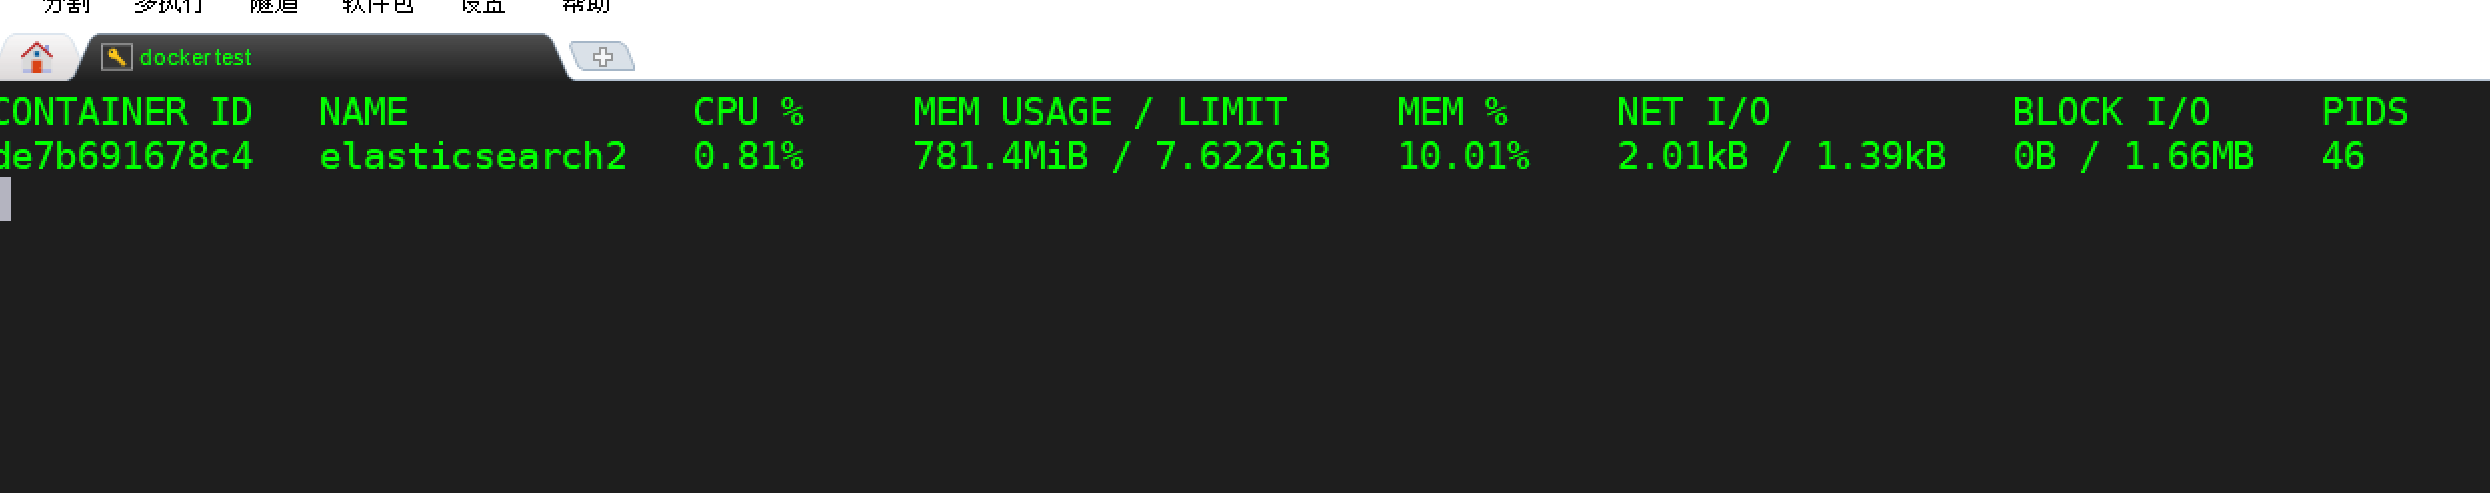 分割 多执行 隧道 软件包 设置 帮助
dockertest
CONTAINER ID NAME CPU % MEM USAGE / LIMIT MEM % NET I/O BLOCK I/O PIDS
de7b691678c4 elasticsearch2 0.81% 781.4MiB / 7.622GiB 10.01% 2.01kB / 1.39kB 0B / 1.66MB 46